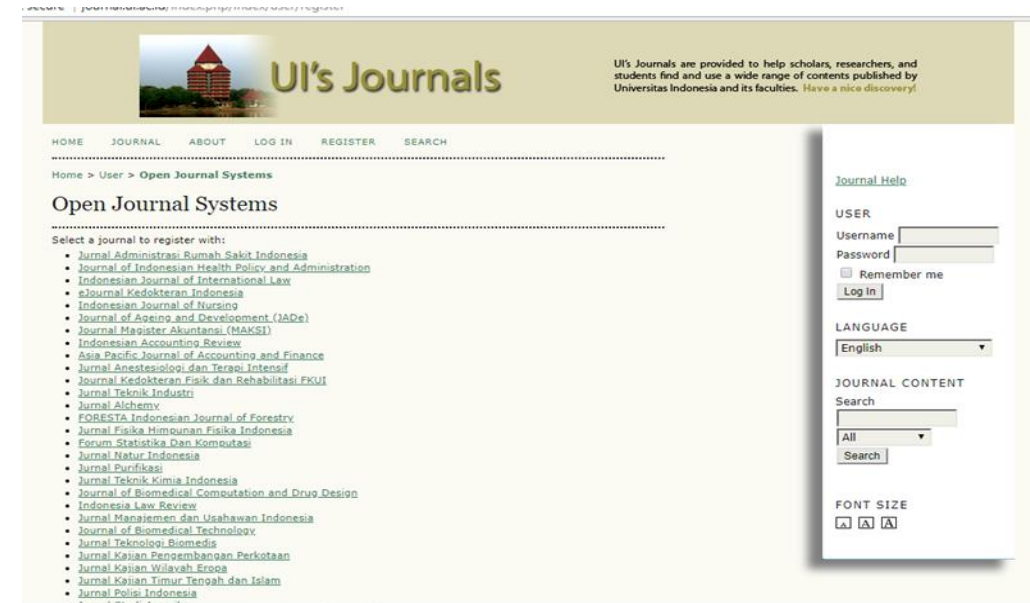 UI's Journals
UI's Journals are provided to help scholars, researchers, and
students find and use a wide range of contents published by
Universitas Indonesia and its faculties. Have a nice discovery!
HOME JOURNAL ABOUT LOG IN REGISTER SEARCH
Home > User > Open Journal Systems
Open Journal Systems
Select a journal to register with:
Jurnal Administrasi Rumah Sakit Indonesia
Journal of Indonesian Health Policy and Administration
Indonesian Journal of International Law
eJournal Kedokteran Indonesia
Indonesian Journal of Nursing
Journal of Ageing and Development (JADe)
Journal Magister Akuntansi (MAKSI)
Indonesian Accounting Review
Asia Pacific Journal of Accounting and Finance
Jurnal Anestesiologi dan Terapi Intensif
Journal Kedokteran Fisik dan Rehabilitasi FKUI
Jurnal Teknik Industri
Jurnal Alchemy
FORESTA Indonesian Journal of Forestry
Jurnal Fisika Himpunan Fisika Indonesia
Forum Statistika Dan Komputasi
Jurnal Natur Indonesia
Jurnal Purifikasi
Jurnal Teknik Kimia Indonesia
Journal of Biomedical Computation and Drug Design
Indonesia Law Review
Jurnal Manajemen dan Usahawan Indonesia
Journal of Biomedical Technology
Jurnal Teknologi Biomedis
Jurnal Kajian Pengembangan Perkotaan
Jurnal Kajian Wilayah Eropa
Jurnal Kajian Timur Tengah dan Islam
Jurnal Polisi Indonesia
Journal Help
USER
Username
Password
Remember me
Log In
LANGUAGE
English
JOURNAL CONTENT
Search
All
Search
FONT SIZE
A A A